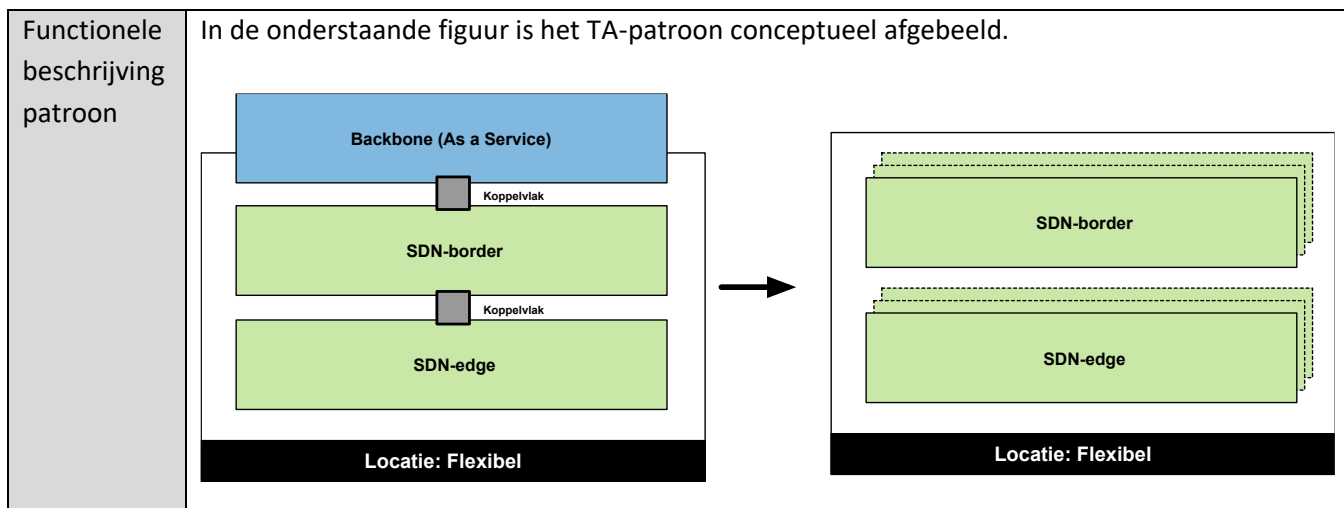 Functionele
beschrijving
patroon
In de onderstaande figuur is het TA-patroon conceptueel afgebeeld.
Backbone (As a Service)
Koppelvlak
SDN-border
Koppelvlak
SDN-edge
Locatie: Flexibel
SDN-border
SDN-edge
Locatie: Flexibel